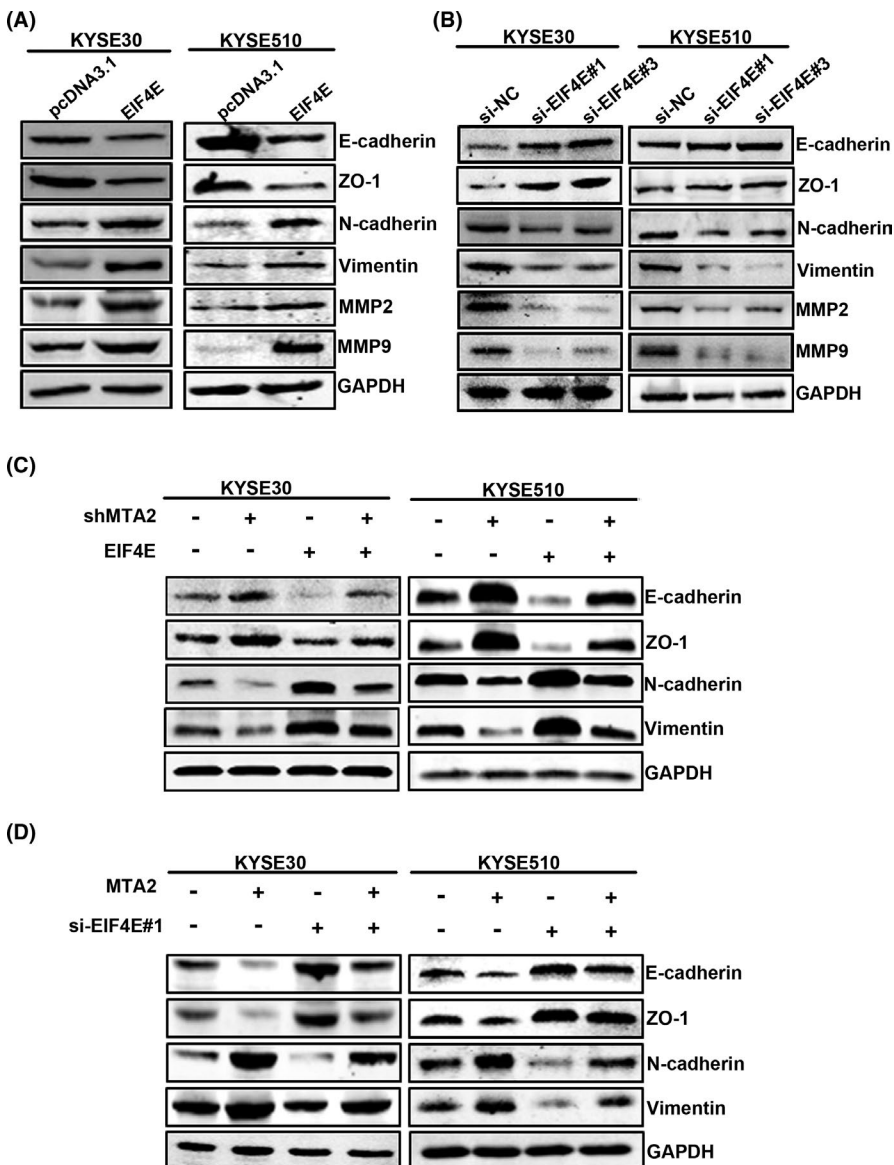 (A)
KYSE30 KYSE510
pcDNA3.1 EIF4E pcDNA3.1 EIF4E
E-cadherin
ZO-1
N-cadherin
Vimentin
MMP2
MMP9
GAPDH
(B)
KYSE30 KYSE510
si-NC si-EIF4E#1 si-EIF4E#3 si-NC si-EIF4E#1 si-EIF4E#3
E-cadherin
ZO-1
N-cadherin
Vimentin
MMP2
MMP9
GAPDH
(C)
KYSE30 KYSE510
shMTA2 - + - + - + - +
EIF4E - - + + - - + +
E-cadherin
ZO-1
N-cadherin
Vimentin
GAPDH
(D)
KYSE30 KYSE510
MTA2 - + - + - + - +
si-EIF4E#1 - - + + - - + +
E-cadherin
ZO-1
N-cadherin
Vimentin
GAPDH